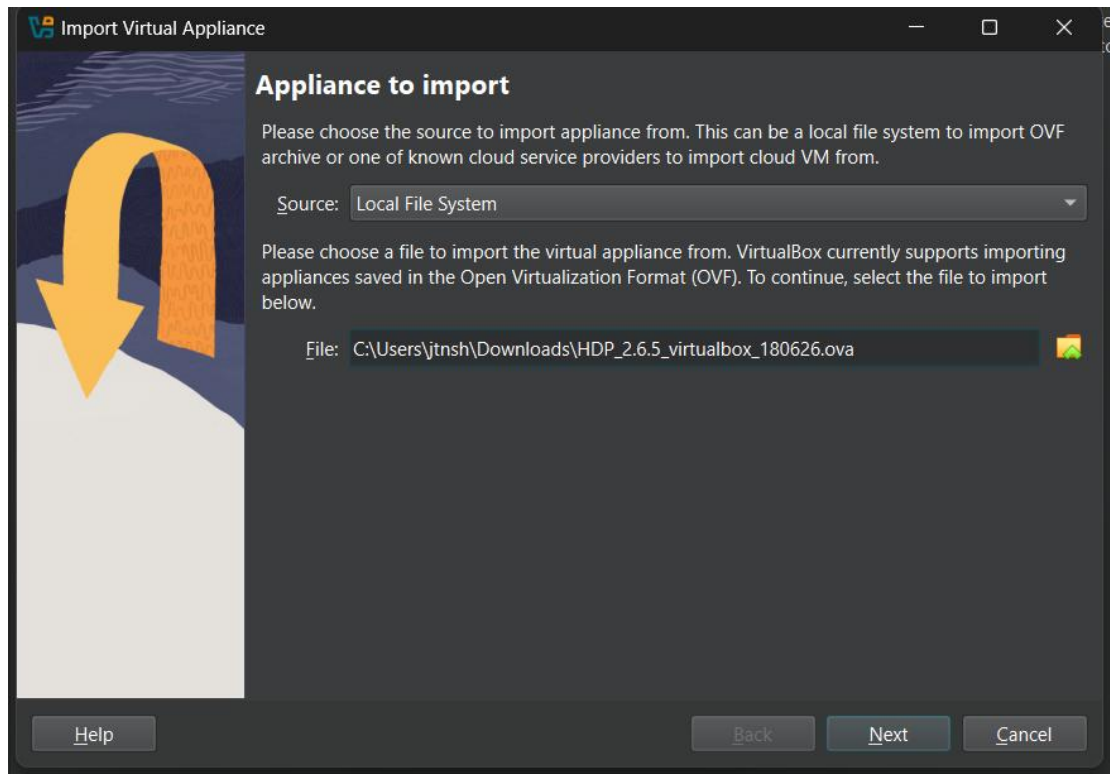 Import Virtual Appliance
Appliance to import
Please choose the source to import appliance from. This can be a local file system to import OVF
archive or one of known cloud service providers to import cloud VM from.
Source: Local File System
Please choose a file to import the virtual appliance from. VirtualBox currently supports importing
appliances saved in the Open Virtualization Format (OVF). To continue, select the file to import
below.
File: C:\Users\jtnsh\Downloads\HDP_2.6.5_virtualbox_180626.ova
Help Back Next Cancel